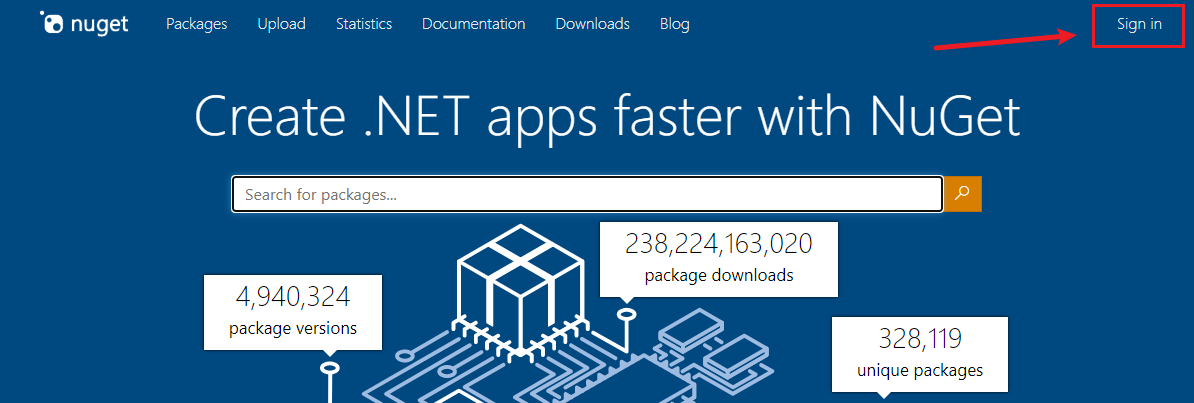 nuget Packages Upload Statistics Documentation Downloads Blog Sign in
Create .NET apps faster with NuGet
Search for packages...
238,224,163,020
package downloads
4,940,324
package versions
328,119
unique packages